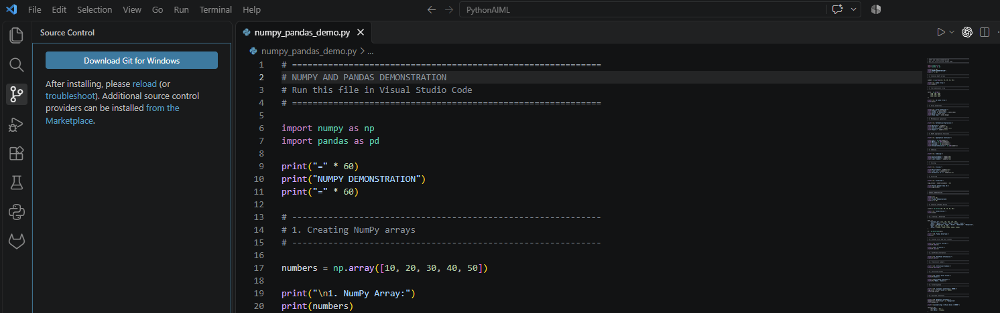 File Edit Selection View Go Run Terminal Help
PythonAIML
Source Control
Download Git for Windows
After installing, please reload (or
troubleshoot). Additional source control
providers can be installed from the
Marketplace.
numpy_pandas_demo.py
numpy_pandas_demo.py > ...
1 # ============================================================
2 # NUMPY AND PANDAS DEMONSTRATION
3 # Run this file in Visual Studio Code
4 # ============================================================
5
6 import numpy as np
7 import pandas as pd
8
9 print("=" * 60)
10 print("NUMPY DEMONSTRATION")
11 print("=" * 60)
12
13 # ------------------------------------------------------------
14 # 1. Creating NumPy arrays
15 # ------------------------------------------------------------
16
17 numbers = np.array([10, 20, 30, 40, 50])
18
19 print("\n1. NumPy Array:")
20 print(numbers)